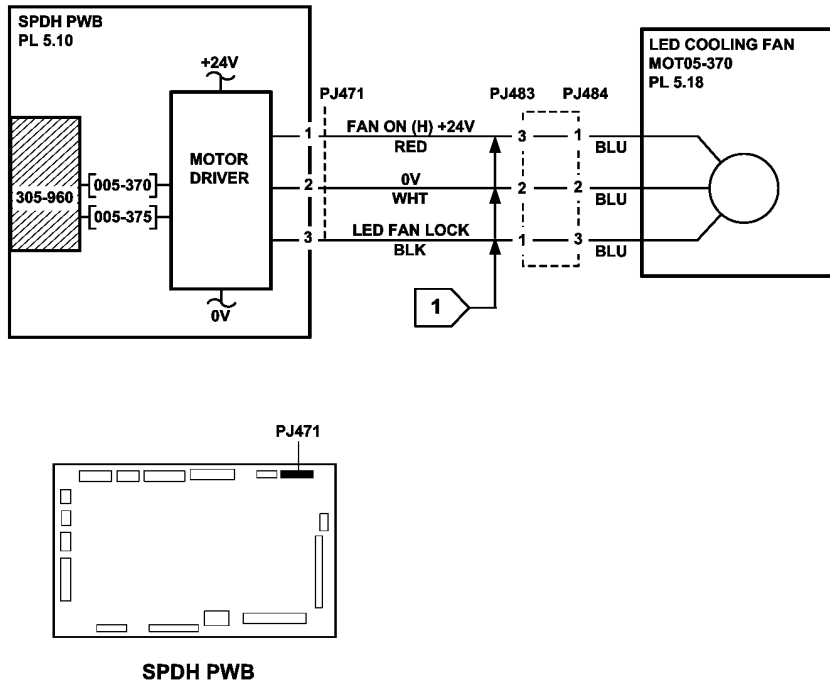 SPDH PWB
PL 5.10
+24V
305-960
005-370
005-375
MOTOR
DRIVER
0V
PJ471
1
2
3
FAN ON (H) +24V
RED
0V
WHT
LED FAN LOCK
BLK
1
PJ483
PJ484
3
2
1
1
2
3
BLU
BLU
BLU
LED COOLING FAN
MOT05-370
PL 5.18
PJ471
SPDH PWB